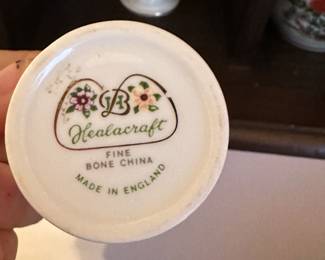 Healacraft
FINE
BONE CHINA
MADE IN ENGLAND